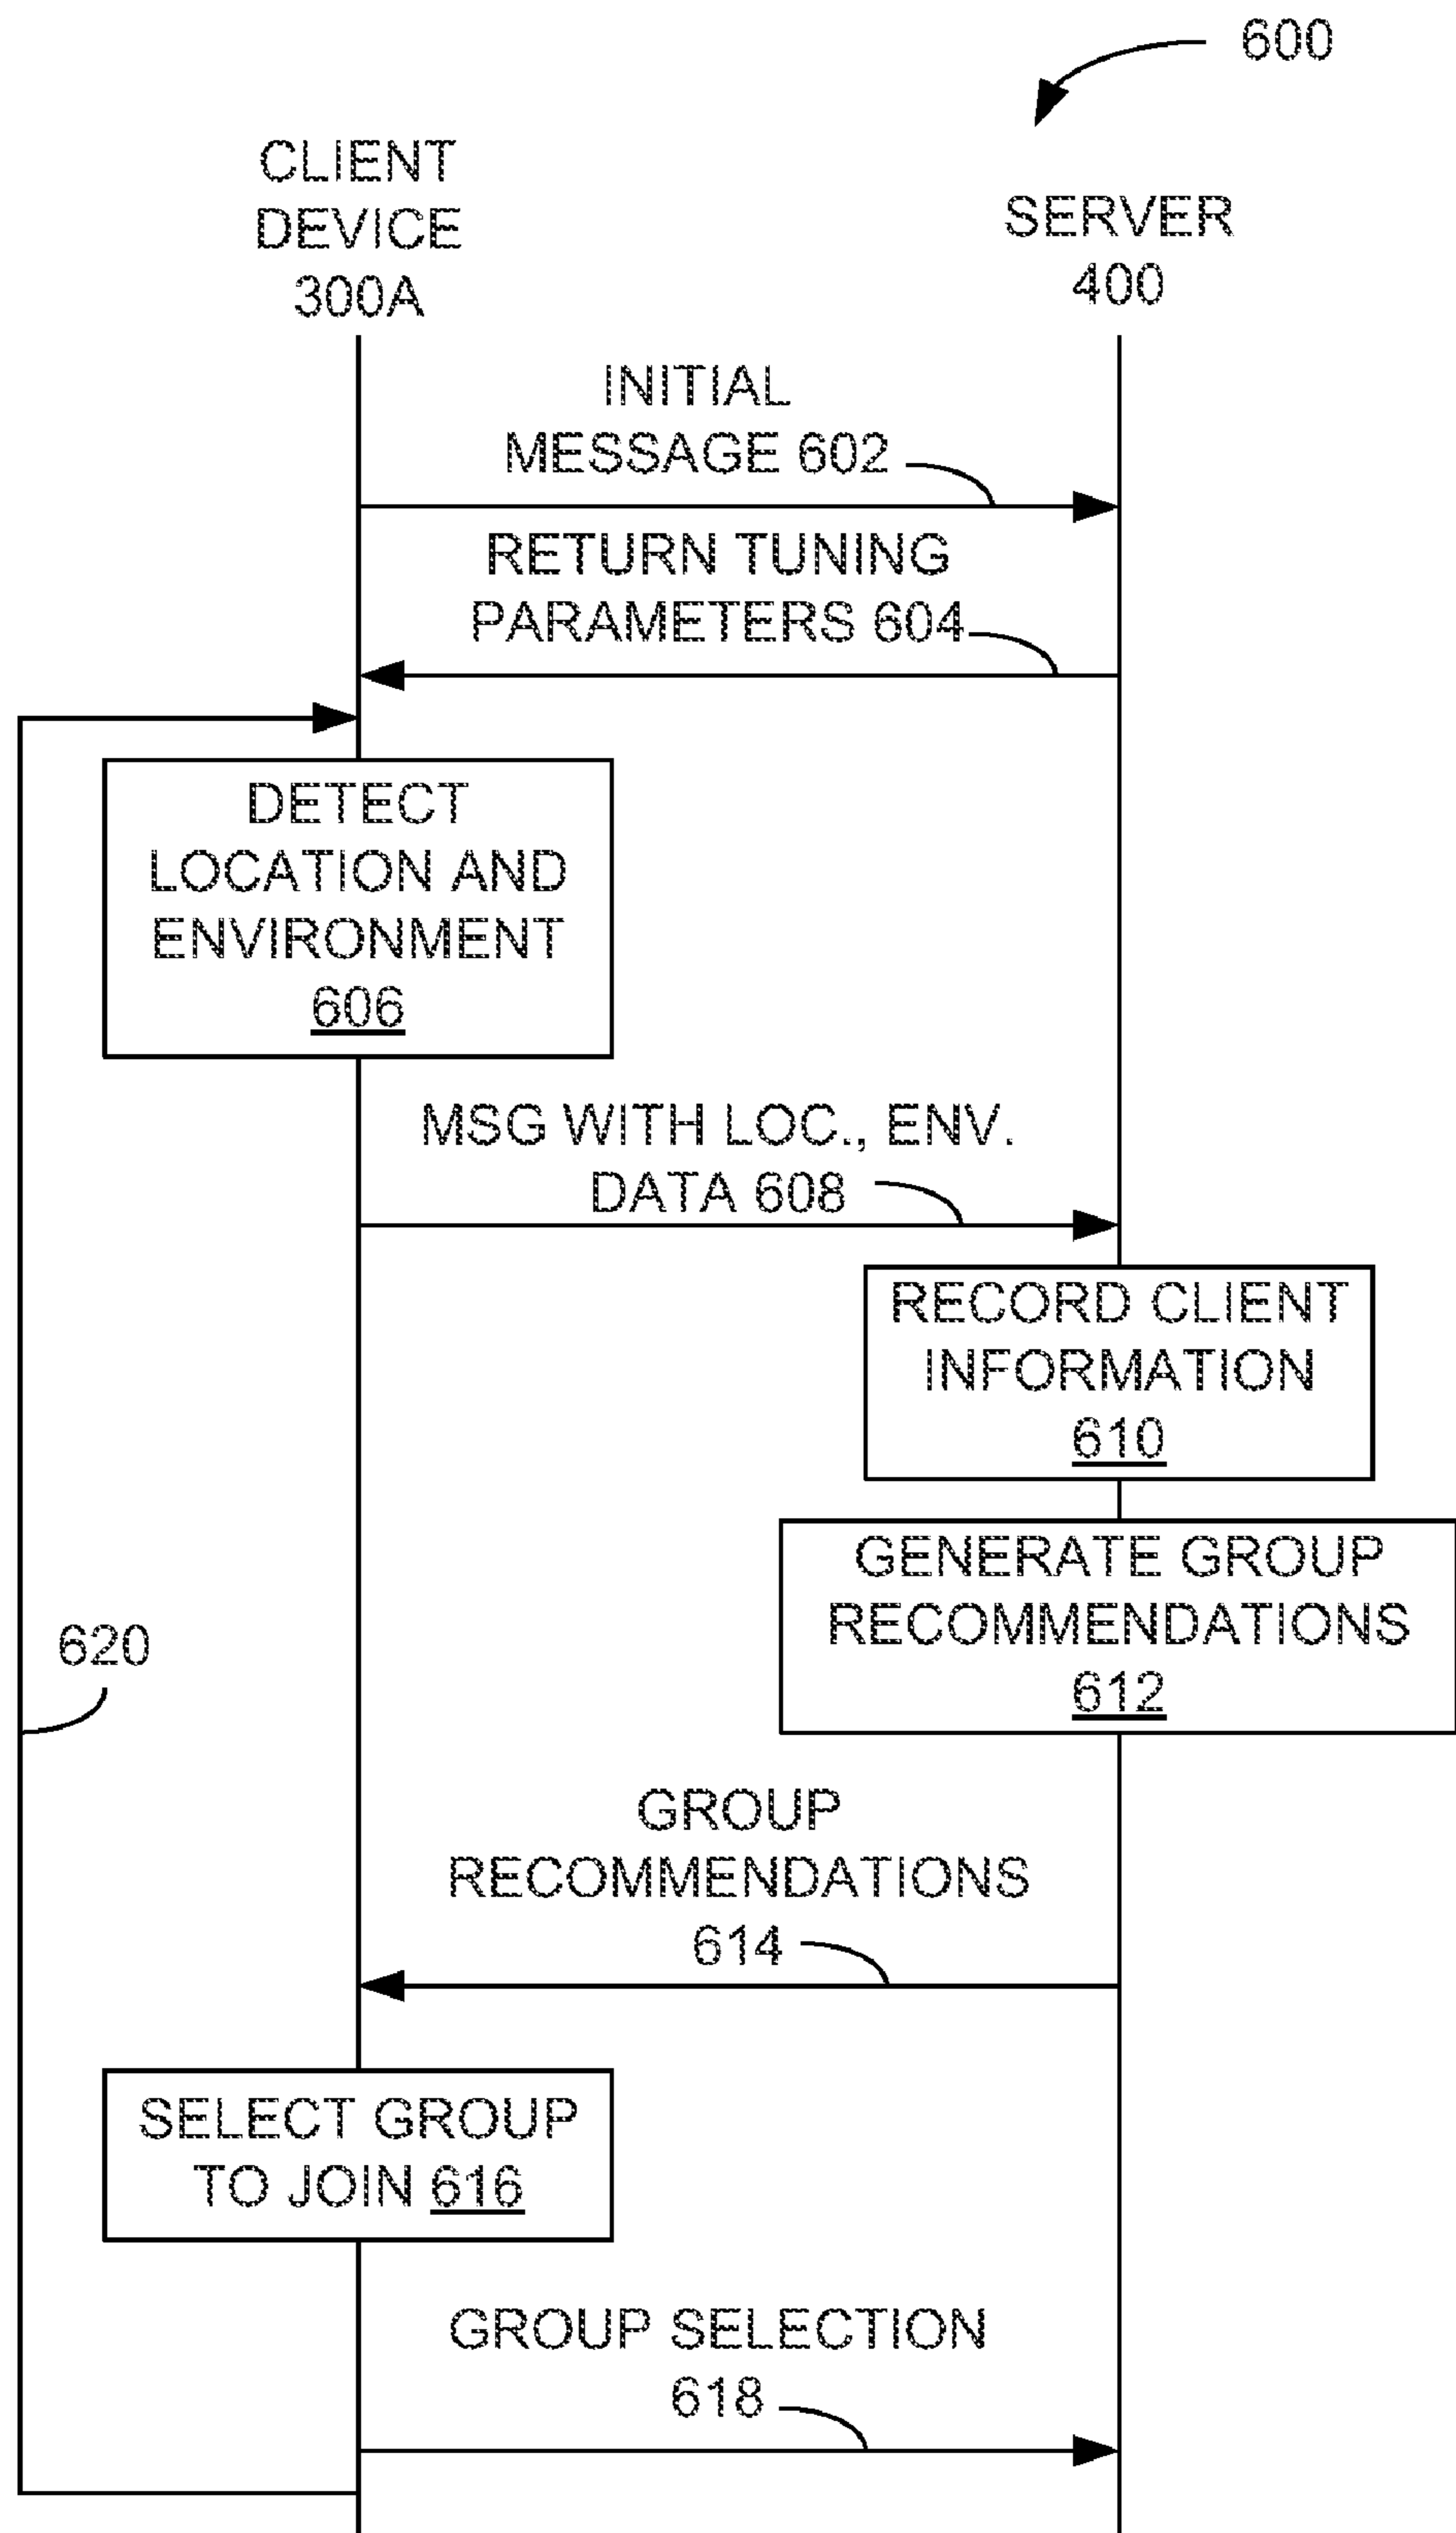 600
CLIENT
DEVICE
300A
SERVER
400
INITIAL
MESSAGE 602
RETURN TUNING
PARAMETERS 604
DETECT
LOCATION AND
ENVIRONMENT
606
MSG WITH LOC., ENV.
DATA 608
RECORD CLIENT
INFORMATION
610
GENERATE GROUP
RECOMMENDATIONS
612
620
GROUP
RECOMMENDATIONS
614
SELECT GROUP
TO JOIN 616
GROUP SELECTION
618